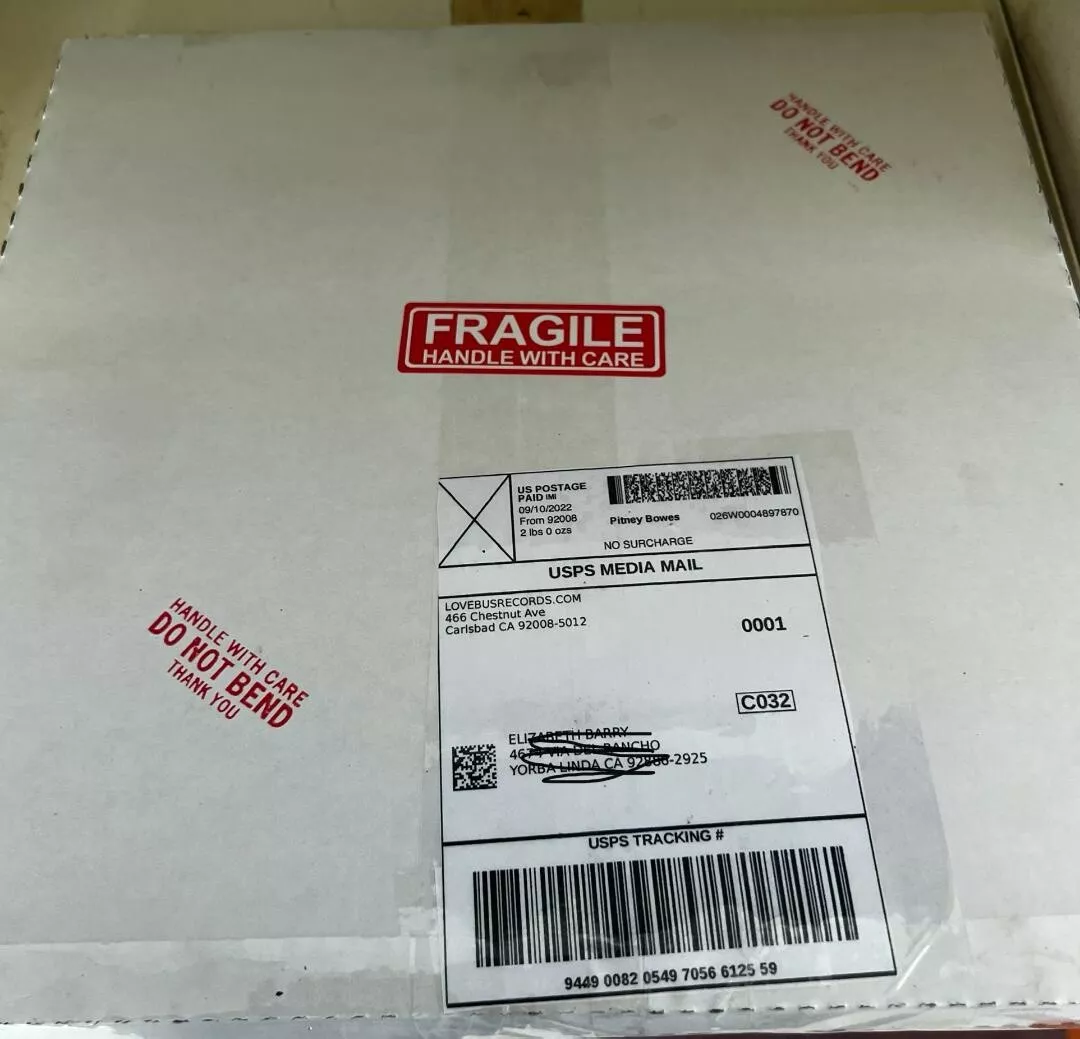 HANDLE WITH CARE
DO NOT BEND
THANK YOU
FRAGILE
HANDLE WITH CARE
US POSTAGE
PAID IMI
09/10/2022
From 92008
2 lbs 0 ozs
Pitney Bowes 026W0004897870
NO SURCHARGE
USPS MEDIA MAIL
LOVEBUSRECORDS.COM
466 Chestnut Ave
Carlsbad CA 92008-5012
0001
HANDLE WITH CARE
DO NOT BEND
THANK YOU
C032
USPS TRACKING #
9449 0082 0549 7056 6125 59